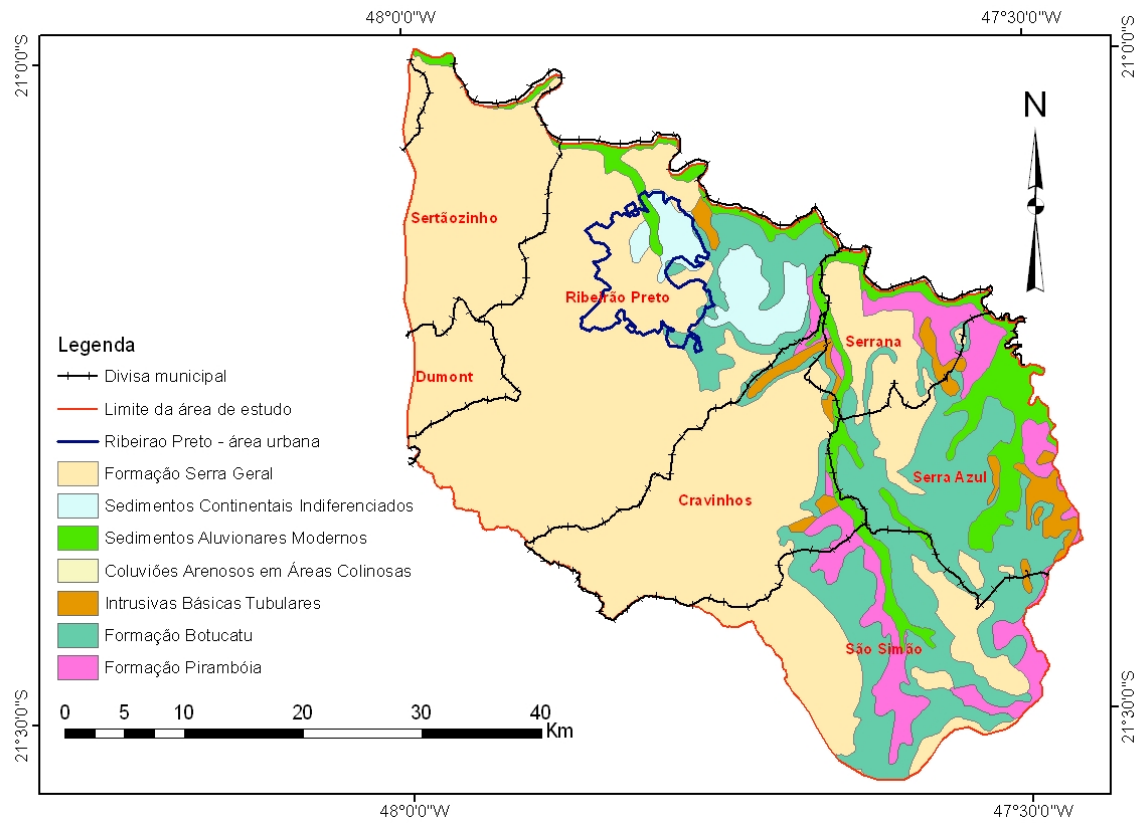 48°0'0"W
47°30'0"W
21°0'0"S
21°0'0"S
N
Sertãozinho
Ribeirão Preto
Serrana
Dumont
Serra Azul
Cravinhos
São Simão
Legenda
Divisa municipal
Limite da área de estudo
Ribeirao Preto - área urbana
Formação Serra Geral
Sedimentos Continentais Indiferenciados
Sedimentos Aluvionares Modernos
Coluviões Arenosos em Áreas Colinosas
Intrusivas Básicas Tubulares
Formação Botucatu
Formação Pirambóia
0 5 10 20 30 40
Km
21°30'0"S
21°30'0"S
48°0'0"W
47°30'0"W